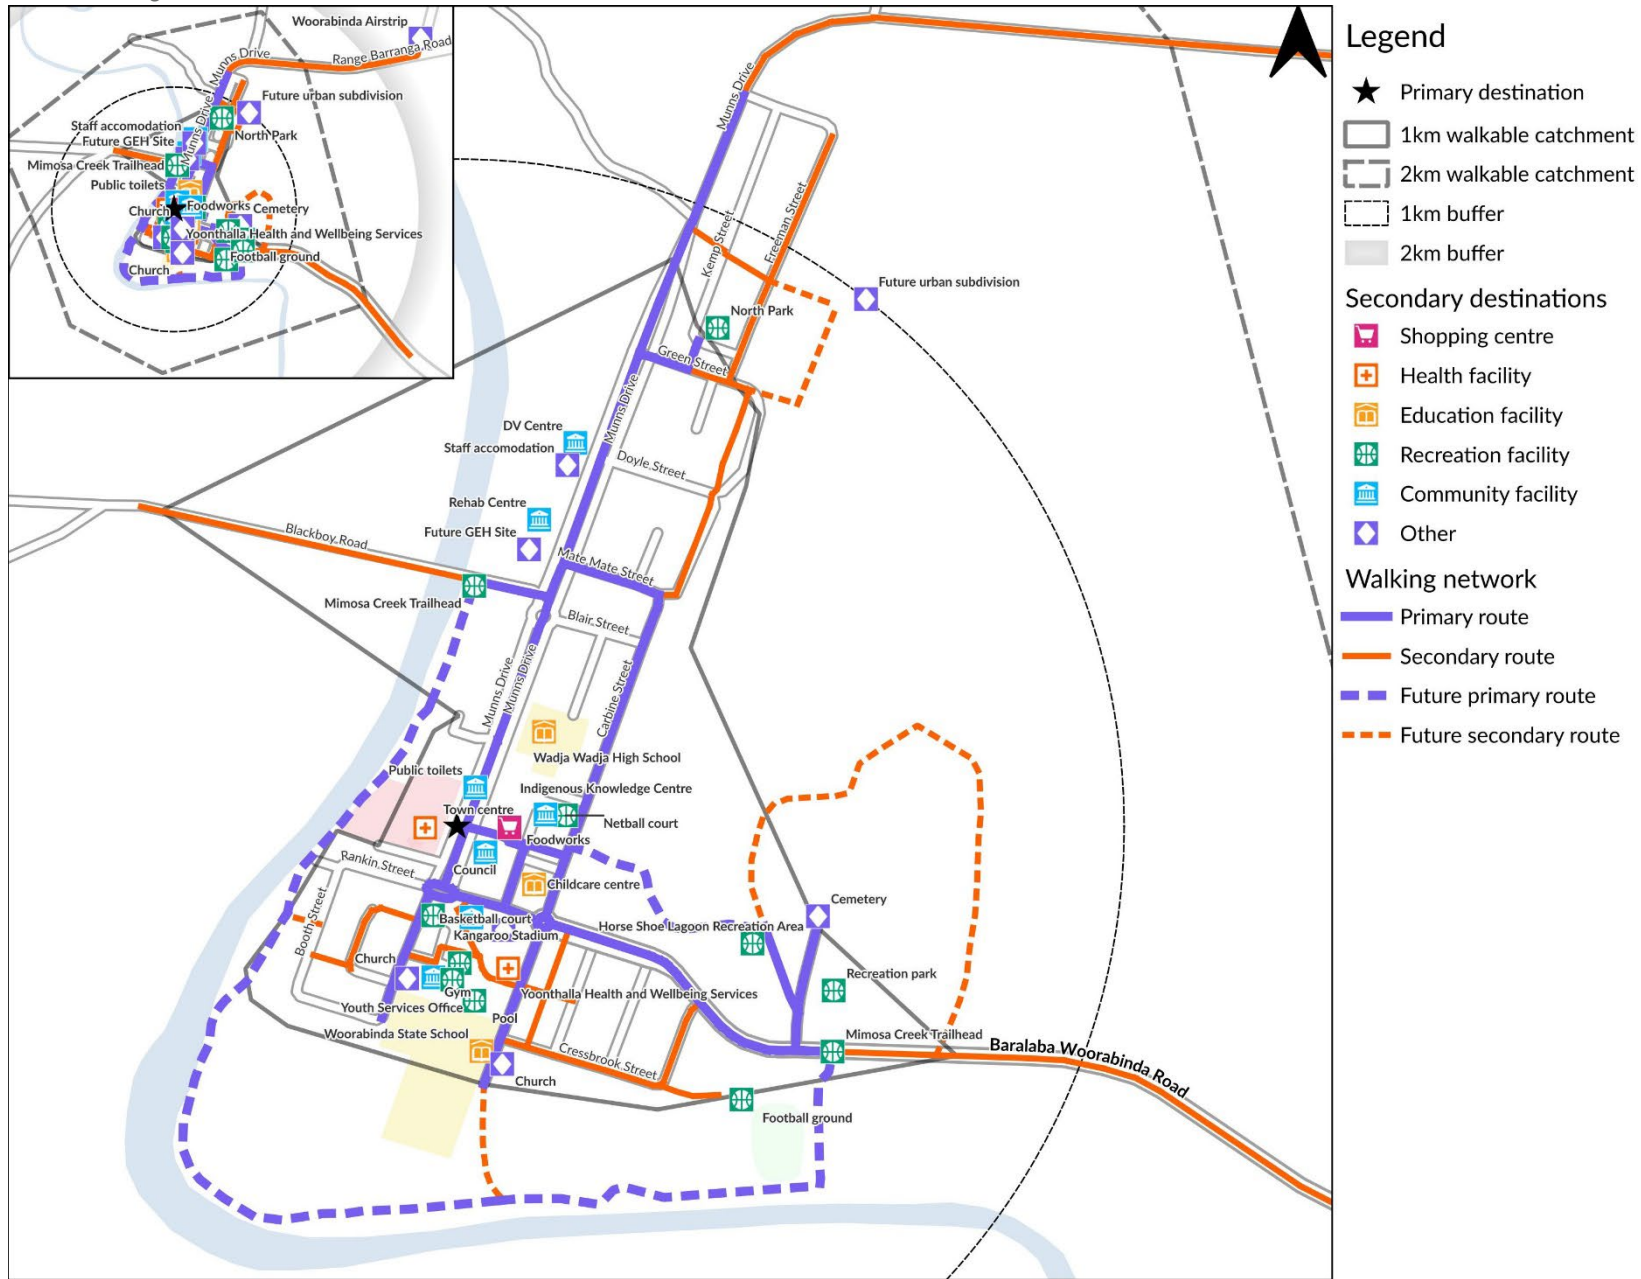 Woorabinda Airstrip
Range Barranga Road
Munns Drive
Future urban subdivision
Munns Drive
Staff accomodation
North Park
Future GEH Site
Mimosa Creek Trailhead
Public toilets
Church
Foodworks
Cemetery
Yoonthalla Health and Wellbeing Services
Football ground
Church
Munns Drive
Kemp Street
Freeman Street
Future urban subdivision
North Park
Green Street
Munns Drive
DV Centre
Staff accomodation
Doyle Street
Rehab Centre
Future GEH Site
Blackboy Road
Mate Mate Street
Mimosa Creek Trailhead
Blair Street
Munns Drive
Munns Drive
Carbine Street
Wadja Wadja High School
Public toilets
Indigenous Knowledge Centre
Town centre
Netball court
Foodworks
Rankin Street
Council
Childcare centre
Booth Street
Basketball court
Cemetery
Kangaroo Stadium
Horse Shoe Lagoon Recreation Area
Church
Recreation park
Gym
Yoonthalla Health and Wellbeing Services
Youth Services Office
Pool
Woorabinda State School
Mimosa Creek Trailhead
Cressbrook Street
Baralaba Woorabinda Road
Church
Football ground
Legend
Primary destination
1km walkable catchment
2km walkable catchment
1km buffer
2km buffer
Secondary destinations
Shopping centre
Health facility
Education facility
Recreation facility
Community facility
Other
Walking network
Primary route
Secondary route
Future primary route
Future secondary route